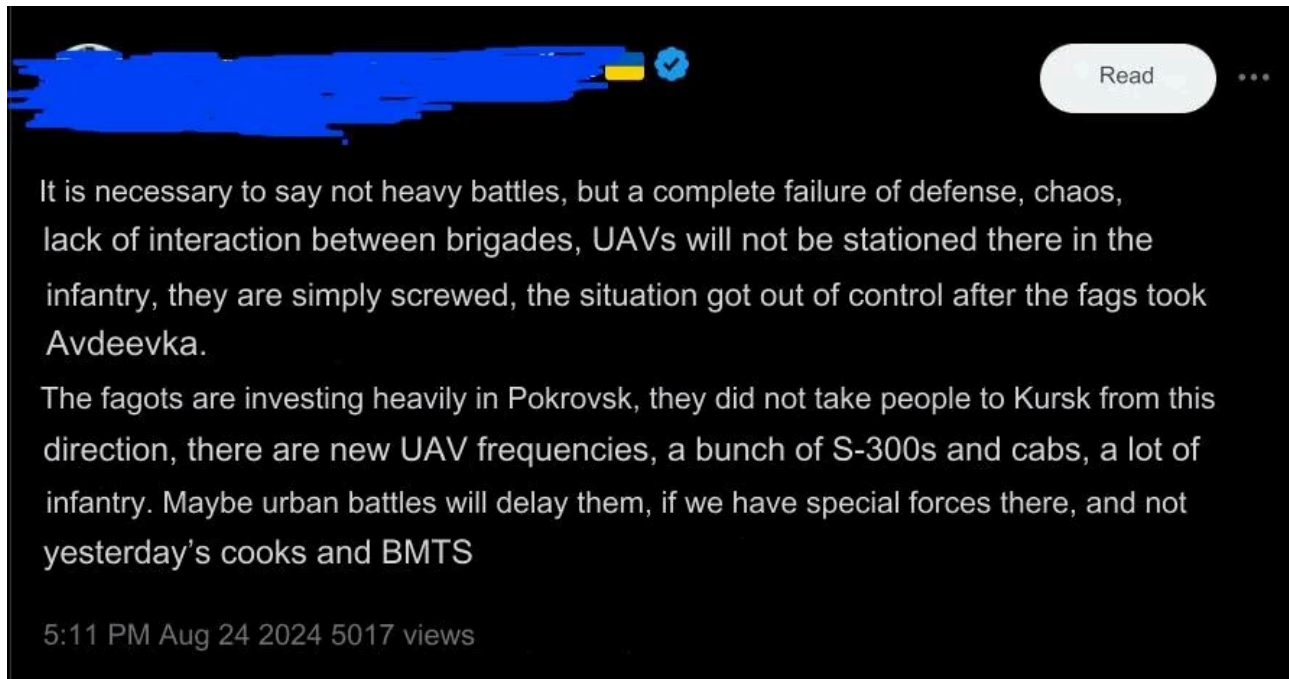 Read
It is necessary to say not heavy battles, but a complete failure of defense, chaos,
lack of interaction between brigades, UAVs will not be stationed there in the
infantry, they are simply screwed, the situation got out of control after the fags took
Avdeevka.
The fagots are investing heavily in Pokrovsk, they did not take people to Kursk from this
direction, there are new UAV frequencies, a bunch of S-300s and cabs, a lot of
infantry. Maybe urban battles will delay them, if we have special forces there, and not
yesterday’s cooks and BMTS
5:11 PM Aug 24 2024 5017 views